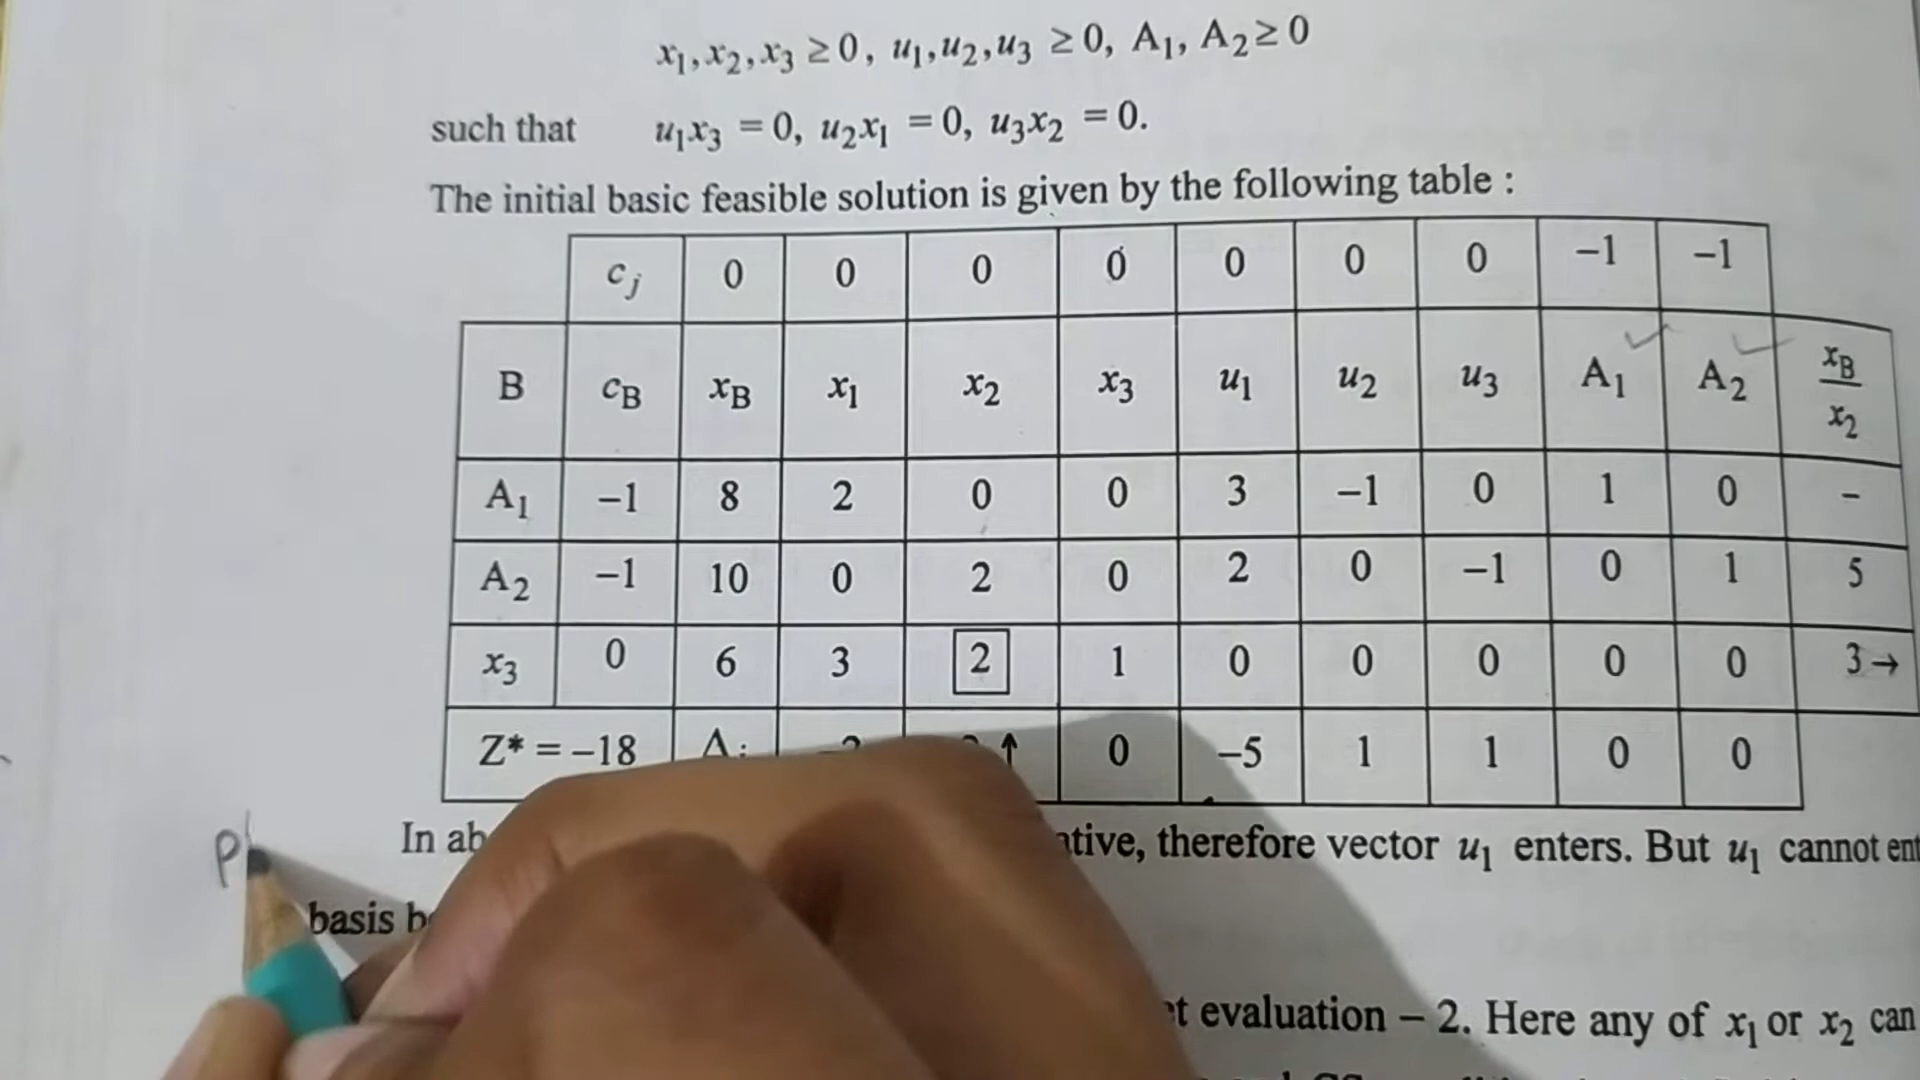 x₁, x₂, x₃ ≥ 0, u₁, u₂, u₃ ≥ 0, A₁, A₂ ≥ 0
such that u₁x₃ = 0, u₂x₁ = 0, u₃x₂ = 0.
The initial basic feasible solution is given by the following table :
cⱼ 0 0 0 0 0 0 0 −1 −1
B c_B x_B x₁ x₂ x₃ u₁ u₂ u₃ A₁ A₂ x_B/x₂
A₁ −1 8 2 0 0 3 −1 0 1 0 −
A₂ −1 10 0 2 0 2 0 −1 0 1 5
x₃ 0 6 3 2 1 0 0 0 0 0 3→
Z* = −18 ↑ 0 −5 1 1 0 0
In therefore vector u₁ enters. But u₁ cannot
P
basis
evaluation − 2. Here any of x₁ or x₂ can